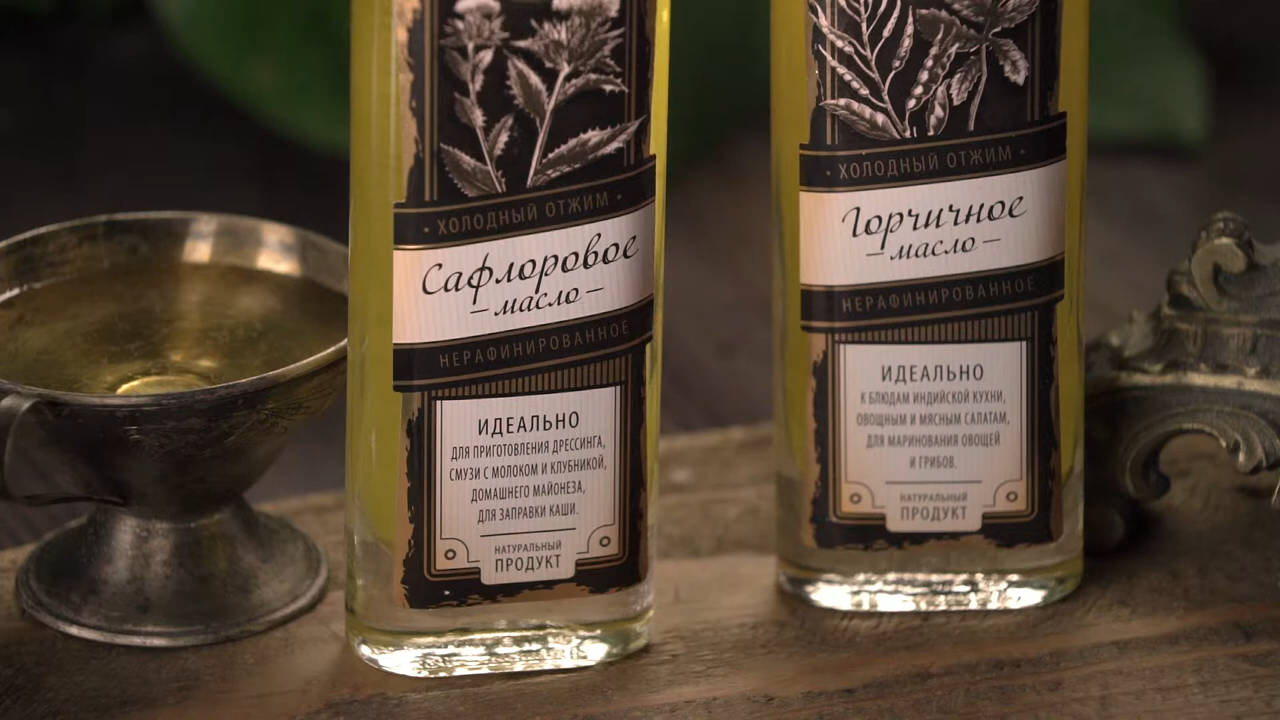 • ХОЛОДНЫЙ ОТЖИМ •
Сафлоровое
— масло —
НЕРАФИНИРОВАННОЕ
ИДЕАЛЬНО
ДЛЯ ПРИГОТОВЛЕНИЯ ДРЕССИНГА,
СМУЗИ С МОЛОКОМ И КЛУБНИКОЙ,
ДОМАШНЕГО МАЙОНЕЗА,
ДЛЯ ЗАПРАВКИ КАШИ.
НАТУРАЛЬНЫЙ
ПРОДУКТ
• ХОЛОДНЫЙ ОТЖИМ •
Горчичное
— масло —
НЕРАФИНИРОВАННОЕ
ИДЕАЛЬНО
К БЛЮДАМ ИНДИЙСКОЙ КУХНИ,
ОВОЩНЫМ И МЯСНЫМ САЛАТАМ,
ДЛЯ МАРИНОВАНИЯ ОВОЩЕЙ
И ГРИБОВ.
НАТУРАЛЬНЫЙ
ПРОДУКТ